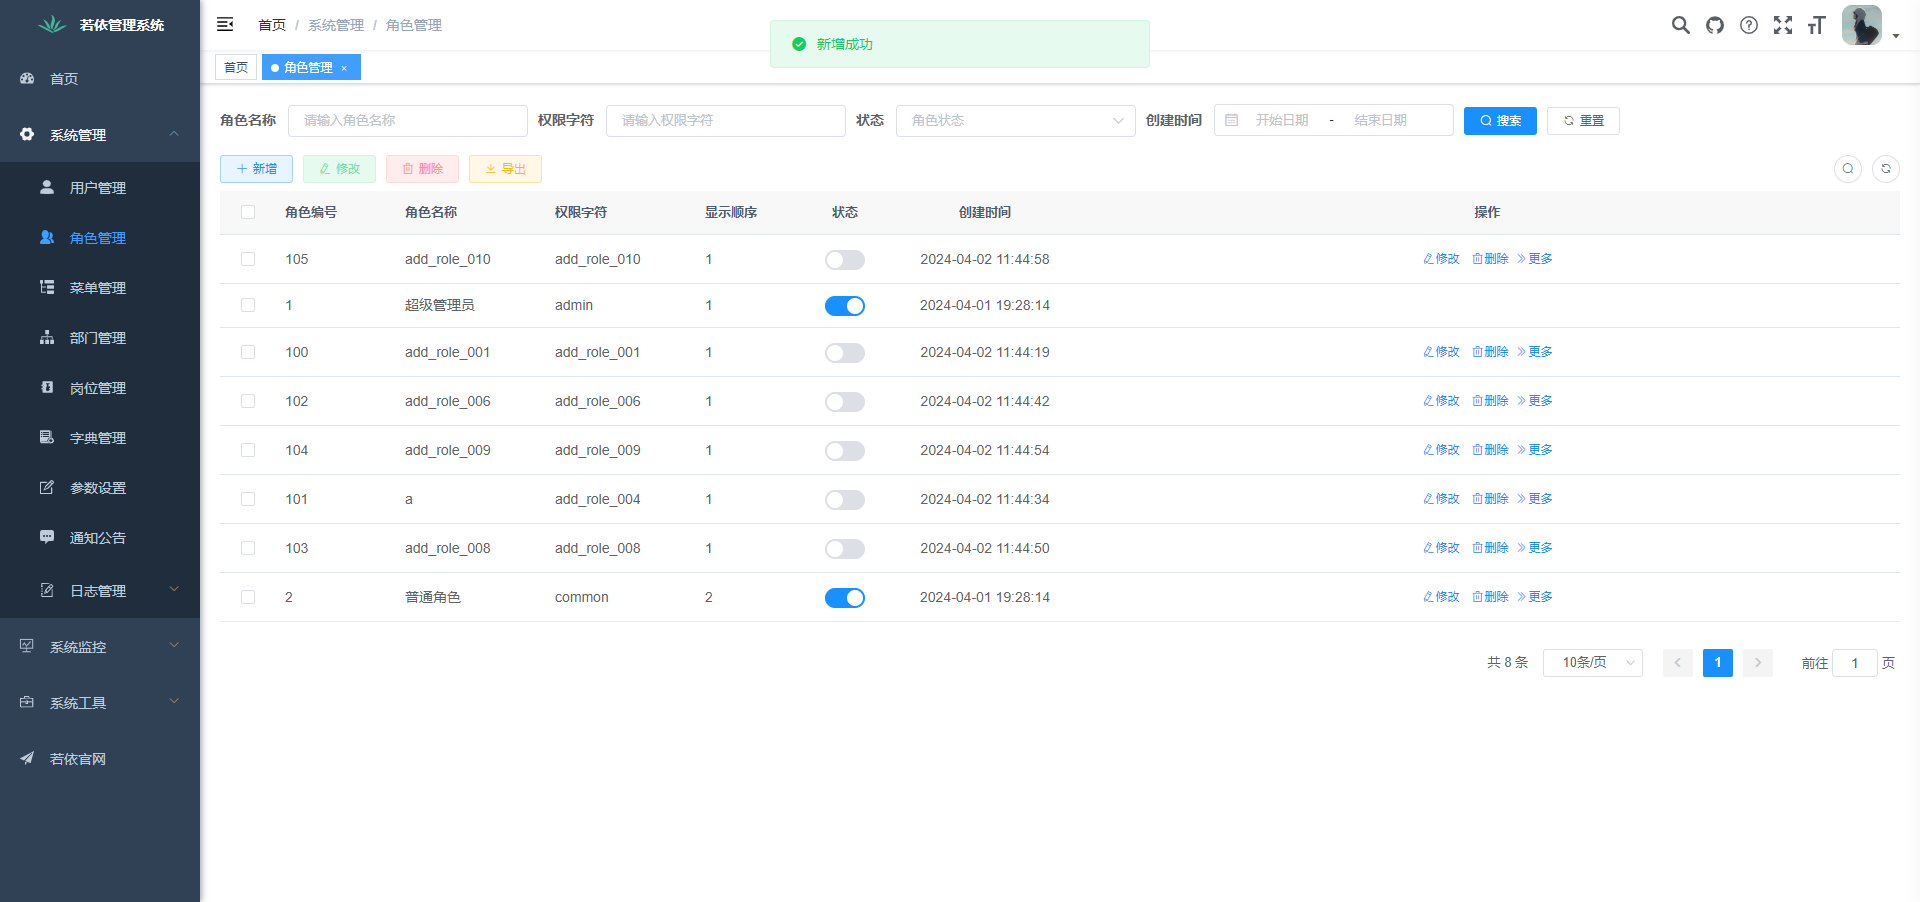 若依管理系统
首页 / 系统管理 / 角色管理
新增成功
首页
角色管理 ×
首页
系统管理
用户管理
角色管理
菜单管理
部门管理
岗位管理
字典管理
参数设置
通知公告
日志管理
系统监控
系统工具
若依官网
角色名称 请输入角色名称 权限字符 请输入权限字符 状态 角色状态 创建时间 开始日期 - 结束日期 搜索 重置
新增 修改 删除 导出
角色编号 角色名称 权限字符 显示顺序 状态 创建时间 操作
105 add_role_010 add_role_010 1 2024-04-02 11:44:58 修改 删除 更多
1 超级管理员 admin 1 2024-04-01 19:28:14
100 add_role_001 add_role_001 1 2024-04-02 11:44:19 修改 删除 更多
102 add_role_006 add_role_006 1 2024-04-02 11:44:42 修改 删除 更多
104 add_role_009 add_role_009 1 2024-04-02 11:44:54 修改 删除 更多
101 a add_role_004 1 2024-04-02 11:44:34 修改 删除 更多
103 add_role_008 add_role_008 1 2024-04-02 11:44:50 修改 删除 更多
2 普通角色 common 2 2024-04-01 19:28:14 修改 删除 更多
共 8 条 10条/页 1 前往 1 页